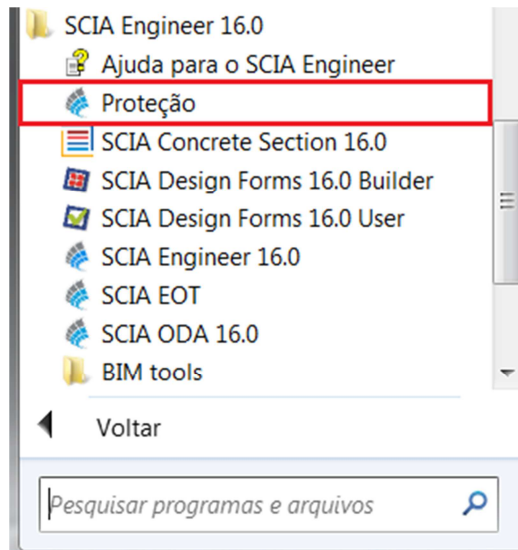 SCIA Engineer 16.0
Ajuda para o SCIA Engineer
Proteção
SCIA Concrete Section 16.0
SCIA Design Forms 16.0 Builder
SCIA Design Forms 16.0 User
SCIA Engineer 16.0
SCIA EOT
SCIA ODA 16.0
BIM tools
Voltar
Pesquisar programas e arquivos